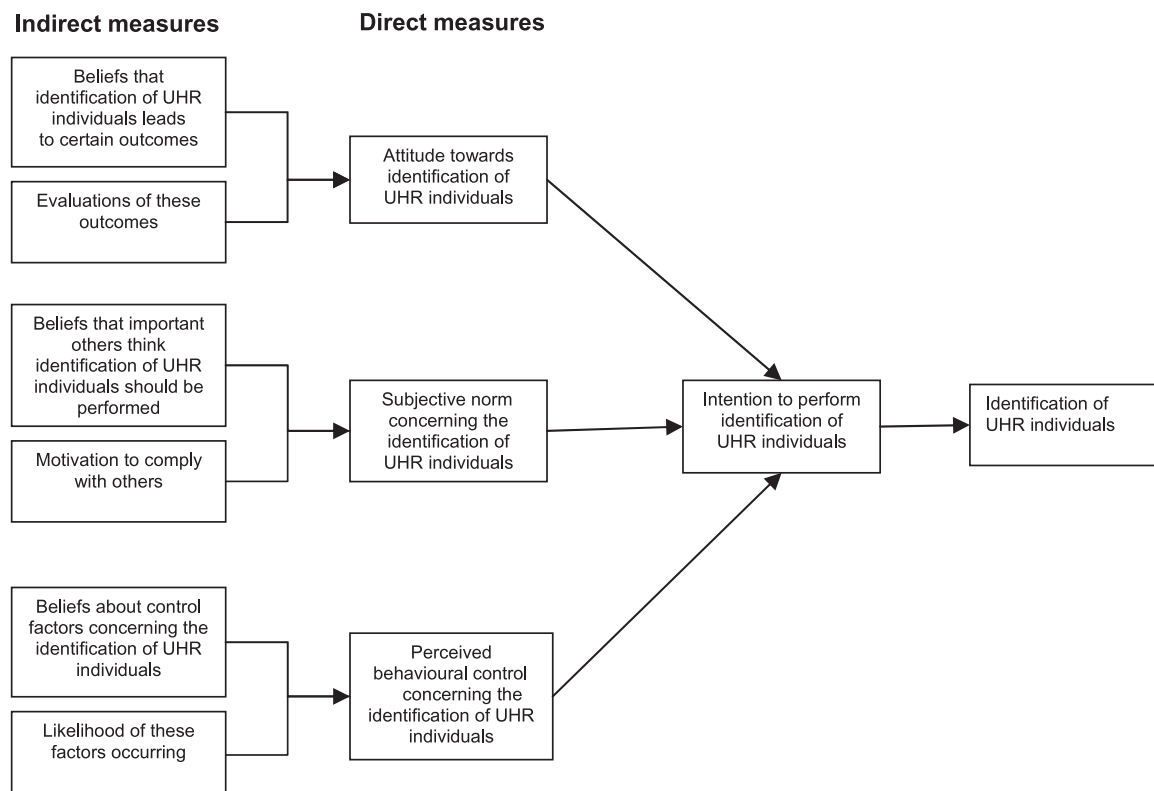 Indirect measures
Direct measures
Beliefs that
identification of UHR
individuals leads
to certain outcomes
Evaluations of these
outcomes
Attitude towards
identification of
UHR individuals
Beliefs that important
others think
identification of UHR
individuals should be
performed
Motivation to comply
with others
Subjective norm
concerning the
identification of
UHR individuals
Intention to perform
identification of
UHR individuals
Identification of
UHR individuals
Beliefs about control
factors concerning the
identification of UHR
individuals
Likelihood of these
factors occurring
Perceived
behavioural control
concerning the
identification of UHR
individuals